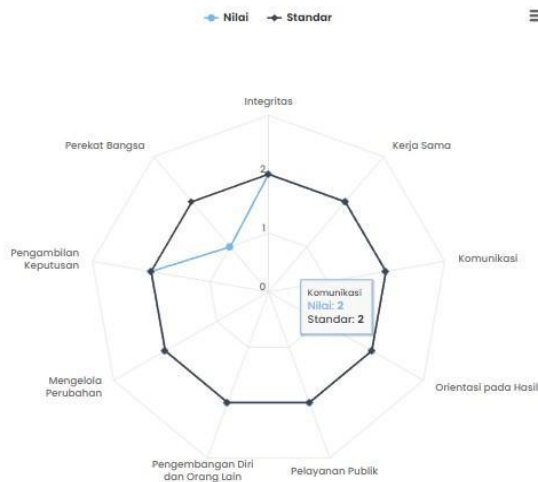 Nilai Standar
Integritas
Perekat Bangsa
Kerja Sama
2
Pengambilan
Keputusan
1
Komunikasi
0
Komunikasi
Nilai: 2
Standar: 2
Mengelola
Perubahan
Orientasi pada Hasil
Pengembangan Diri
dan Orang Lain
Pelayanan Publik